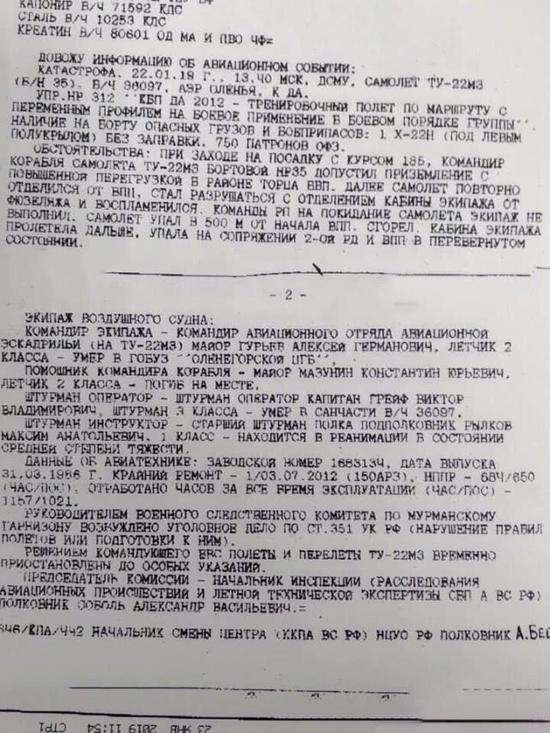 КАПОНИР В/Ч 71592 КЛС
СТАЛЬ В/Ч 10253 КЛС
КРЕАТИН В/Ч 80601 ОД МА И ПВО ЧФ=
ДОВОЖУ ИНФОРМАЦИЮ ОБ АВИАЦИОННОМ СОБЫТИИ:
КАТАСТРОФА. 22.01.19 Г., 13.40 МСК, ДСМУ, САМОЛЕТ ТУ-22М3
(Б/Н 35), В/Ч 36097, АЭР ОЛЕНЬЯ, К ДА.
УПР.НР 312 ''КБП ДА 2012 - ТРЕНИРОВОЧНЫЙ ПОЛЕТ ПО МАРШРУТУ С
ПЕРЕМЕННЫМ ПРОФИЛЕМ НА БОЕВОЕ ПРИМЕНЕНИЕ В БОЕВОМ ПОРЯДКЕ ГРУППЫ''
НАЛИЧИЕ НА БОРТУ ОПАСНЫХ ГРУЗОВ И БОЕПРИПАСОВ: 1 Х-22Н (ПОД ЛЕВЫМ
ПОЛУКРЫЛОМ) БЕЗ ЗАПРАВКИ, 750 ПАТРОНОВ ОФЗ.
ОБСТОЯТЕЛЬСТВА: ПРИ ЗАХОДЕ НА ПОСАДКУ С КУРСОМ 185, КОМАНДИР
КОРАБЛЯ САМОЛЕТА ТУ-22М3 БОРТОВОЙ НР35 ДОПУСТИЛ ПРИЗЕМЛЕНИЕ С
ПОВЫШЕННОЙ ПЕРЕГРУЗКОЙ В РАЙОНЕ ТОРЦА ВПП. ДАЛЕЕ САМОЛЕТ ПОВТОРНО
ОТДЕЛИЛСЯ ОТ ВПП, СТАЛ РАЗРУШАТЬСЯ С ОТДЕЛЕНИЕМ КАБИНЫ ЭКИПАЖА ОТ
ФЮЗЕЛЯЖА И ВОСПЛАМЕНИЛСЯ. КОМАНДЫ РП НА ПОКИДАНИЕ САМОЛЕТА ЭКИПАЖ НЕ
ВЫПОЛНИЛ. САМОЛЕТ УПАЛ В 500 М ОТ НАЧАЛА ВПП, СГОРЕЛ. КАБИНА ЭКИПАЖА
ПРОЛЕТЕЛА ДАЛЬШЕ, УПАЛА НА СОПРЯЖЕНИИ 2-ОЙ РД И ВПП В ПЕРЕВЕРНУТОМ
СОСТОЯНИИ.
- 2 -
ЭКИПАЖ ВОЗДУШНОГО СУДНА:
КОМАНДИР ЭКИПАЖА - КОМАНДИР АВИАЦИОННОГО ОТРЯДА АВИАЦИОННОЙ
ЭСКАДРИЛЬИ (НА ТУ-22М3) МАЙОР ГУРЬЕВ АЛЕКСЕЙ ГЕРМАНОВИЧ, ЛЕТЧИК 2
КЛАССА - УМЕР В ГОБУЗ ''ОЛЕНЕГОРСКОЙ ЦГБ'',
ПОМОШНИК КОМАНДИРА КОРАБЛЯ - МАЙОР МАЗУНИН КОНСТАНТИН ЮРЬЕВИЧ,
ЛЕТЧИК 2 КЛАССА - ПОГИБ НА МЕСТЕ.
ШТУРМАН ОПЕРАТОР - ШТУРМАН ОПЕРАТОР КАПИТАН ГРЕЙФ ВИКТОР
ВЛАДИМИРОВИЧ, ШТУРМАН 3 КЛАССА - УМЕР В САНЧАСТИ В/Ч 36097.
ШТУРМАН ИНСТРУКТОР - СТАРШИЙ ШТУРМАН ПОЛКА ПОДПОЛКОВНИК РЫЛКОВ
МАКСИМ АНАТОЛЬЕВИЧ, 1 КЛАСС - НАХОДИТСЯ В РЕАНИМАЦИИ В СОСТОЯНИИ
СРЕДНЕЙ СТЕПЕНИ ТЯЖЕСТИ.
ДАННЫЕ ОБ АВИАТЕХНИКЕ: ЗАВОДСКОЙ НОМЕР 1683134, ДАТА ВЫПУСКА
31.03.1986 Г. КРАЙНИЙ РЕМОНТ - 1/03.07.2012 (150АРЗ), НППР - 6ВЧ/650
(ЧАС/ПОС), ОТРАБОТАНО ЧАСОВ ЗА ВСЕ ВРЕМЯ ЭКСПЛУАТАЦИИ (ЧАС/ПОС) -
1157/1021.
РУКОВОДИТЕЛЕМ ВОЕННОГО СЛЕДСТВЕННОГО КОМИТЕТА ПО МУРМАНСКОМУ
ГАРНИЗОНУ ВОЗБУЖДЕНО УГОЛОВНОЕ ДЕЛО ПО СТ.351 УК РФ (НАРУШЕНИЕ ПРАВИЛ
ПОЛЕТОВ ИЛИ ПОДГОТОВКИ К НИМ).
РЕШЕНИЕМ КОМАНДУЮЩЕГО ВВС ПОЛЕТЫ И ПЕРЕЛЕТЫ ТУ-22М3 ВРЕМЕННО
ПРИОСТАНОВЛЕНЫ ДО ОСОБЫХ УКАЗАНИЙ.
ПРЕДСЕДАТЕЛЬ КОМИССИИ - НАЧАЛЬНИК ИНСПЕКЦИИ (РАССЛЕДОВАНИЯ
АВИАЦИОННЫХ ПРОИСШЕСТВИЙ И ЛЕТНОЙ ТЕХНИЧЕСКОЙ ЭКСПЕРТИЗЫ СБП А ВС РФ)
ПОЛКОВНИК СОБОЛЬ АЛЕКСАНДР ВАСИЛЬЕВИЧ.=
НАЧАЛЬНИК СМЕНЫ ЦЕНТРА (ККПА ВС РФ) НЦУО РФ ПОЛКОВНИК А.
23 ЯНВ 2019 11:54 СТР1